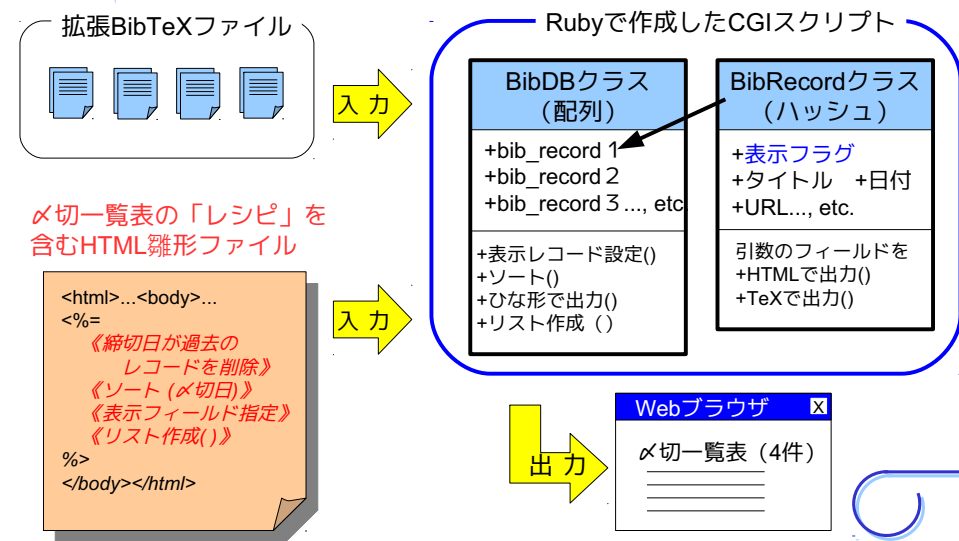 拡張BibTeXファイル
入 力
〆切一覧表の「レシピ」を
含むHTML雛形ファイル
<html>...<body>...
<%=
《締切日が過去の
レコードを削除》
《ソート (〆切日)》
《表示フィールド指定》
《リスト作成( )》
%>
</body></html>
入 力
Rubyで作成したCGIスクリプト
BibDBクラス
（配列）
+bib_record１
+bib_record２
+bib_record３..., etc.
+表示レコード設定()
+ソート()
+ひな形で出力()
+リスト作成（）
BibRecordクラス
（ハッシュ）
+表示フラグ
+タイトル　+日付
+URL..., etc.
引数のフィールドを
+HTMLで出力()
+TeXで出力()
出 力
Webブラウザ
X
〆切一覧表（4件）